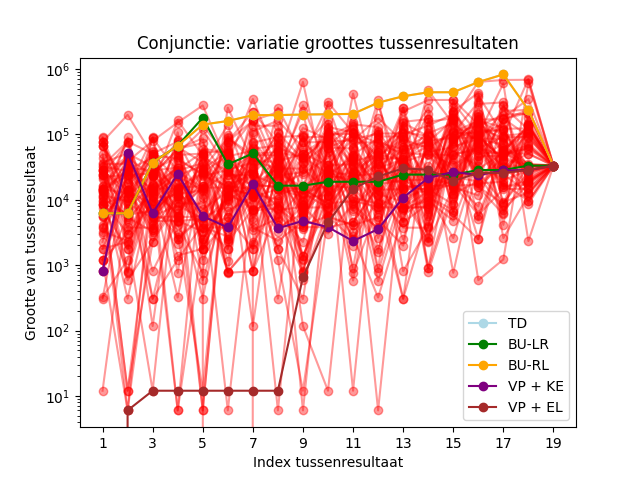 Conjunctie: variatie groottes tussenresultaten
Grootte van tussenresultaat
10^6
10^5
10^4
10^3
10^2
10^1
TD
BU-LR
BU-RL
VP + KE
VP + EL
1 3 5 7 9 11 13 15 17 19
Index tussenresultaat